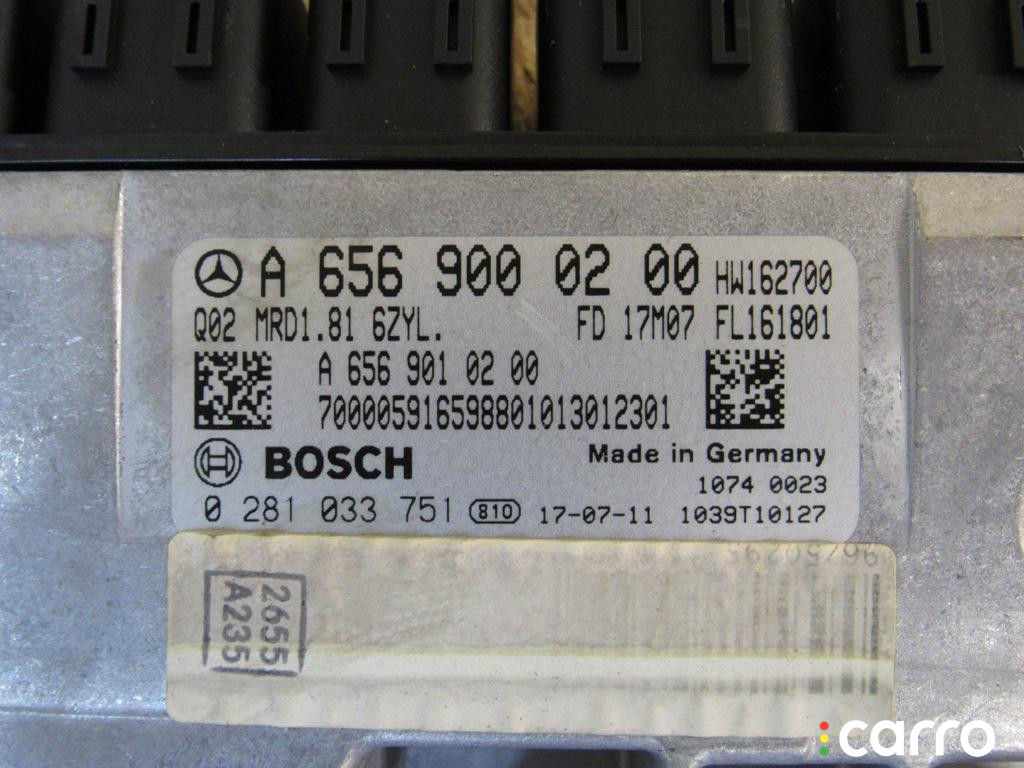 A 656 900 02 00 HW162700
Q02 MRD1.81 6ZYL. FD 17M07 FL161801
A 656 901 02 00
700005916598801013012301
BOSCH Made in Germany
1074 0023
0 281 033 751 810 17-07-11 1039T10127
2655
A235
carro